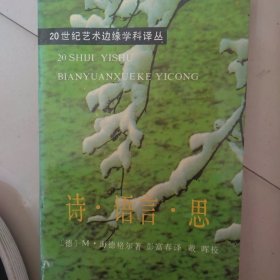 20世纪艺术边缘学科译丛
20 SHIJI YISHU
BIANYUANXUEKE YICONG
诗·语言·思
〔德〕M·海德格尔著 彭富春译 戴晖校